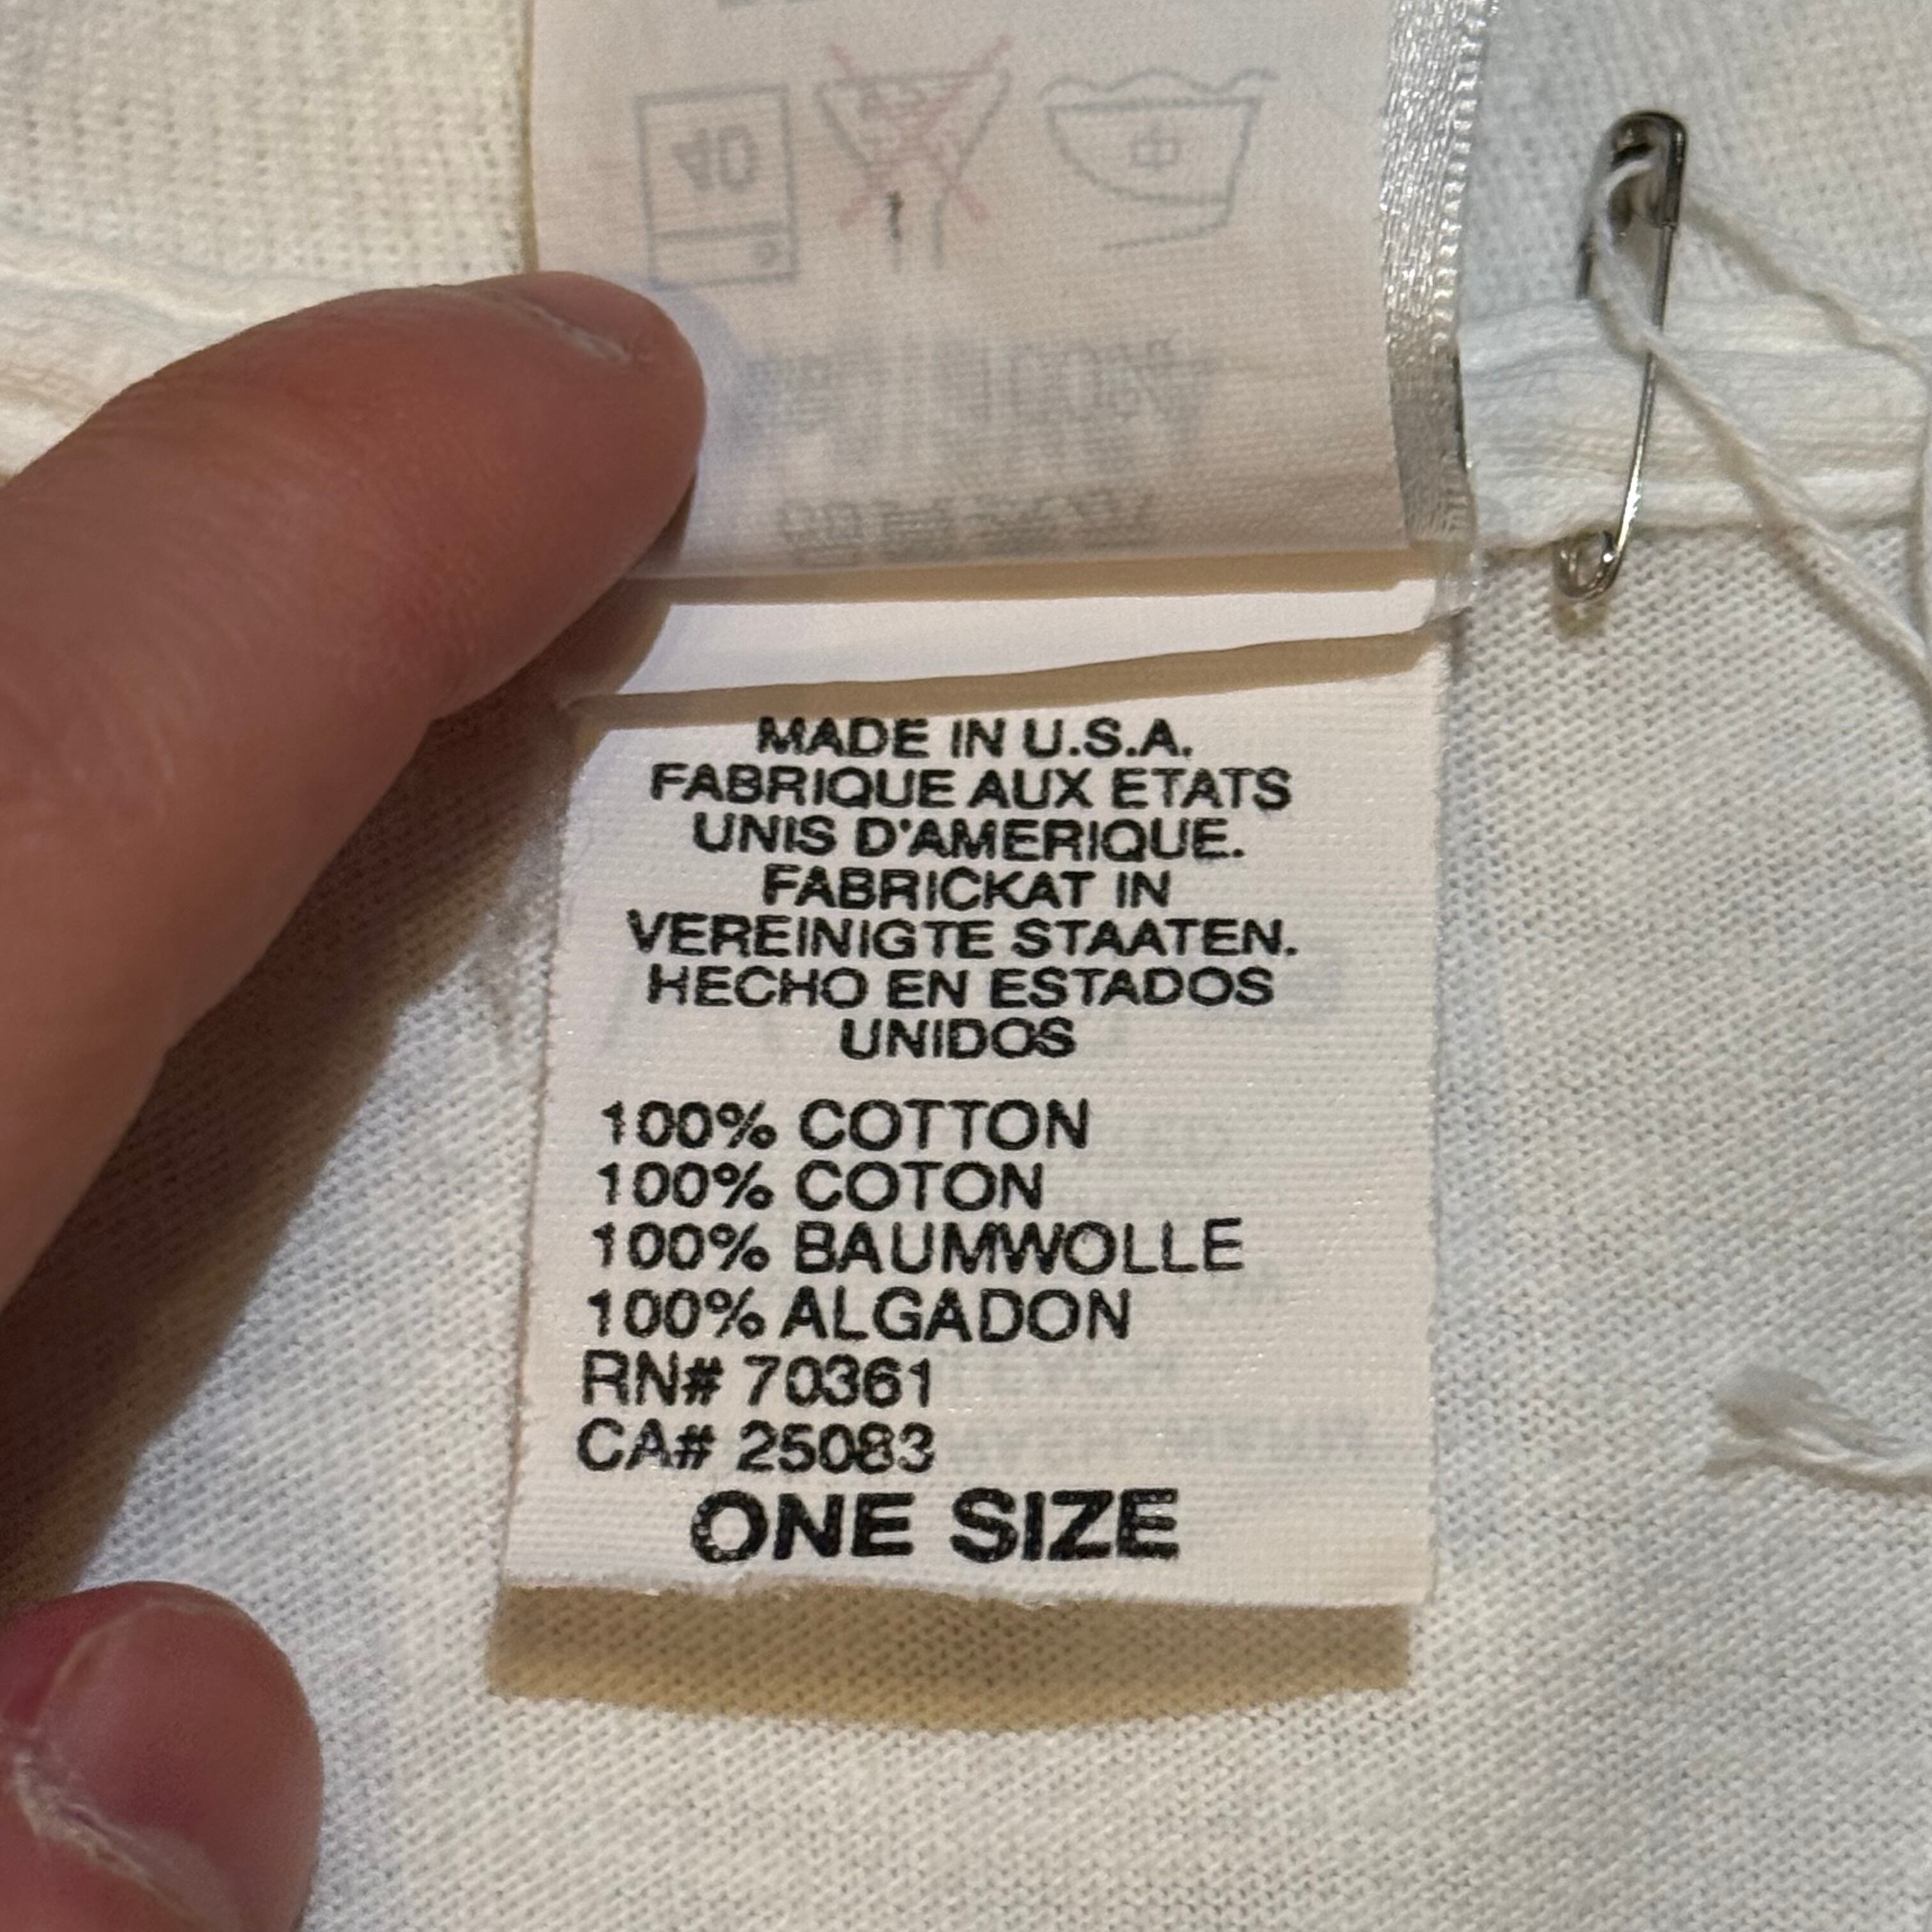 40
MADE IN U.S.A.
FABRIQUE AUX ETATS
UNIS D'AMERIQUE.
FABRICKAT IN
VEREINIGTE STAATEN.
HECHO EN ESTADOS
UNIDOS
100% COTTON
100% COTON
100% BAUMWOLLE
100% ALGADON
RN# 70361
CA# 25083
ONE SIZE